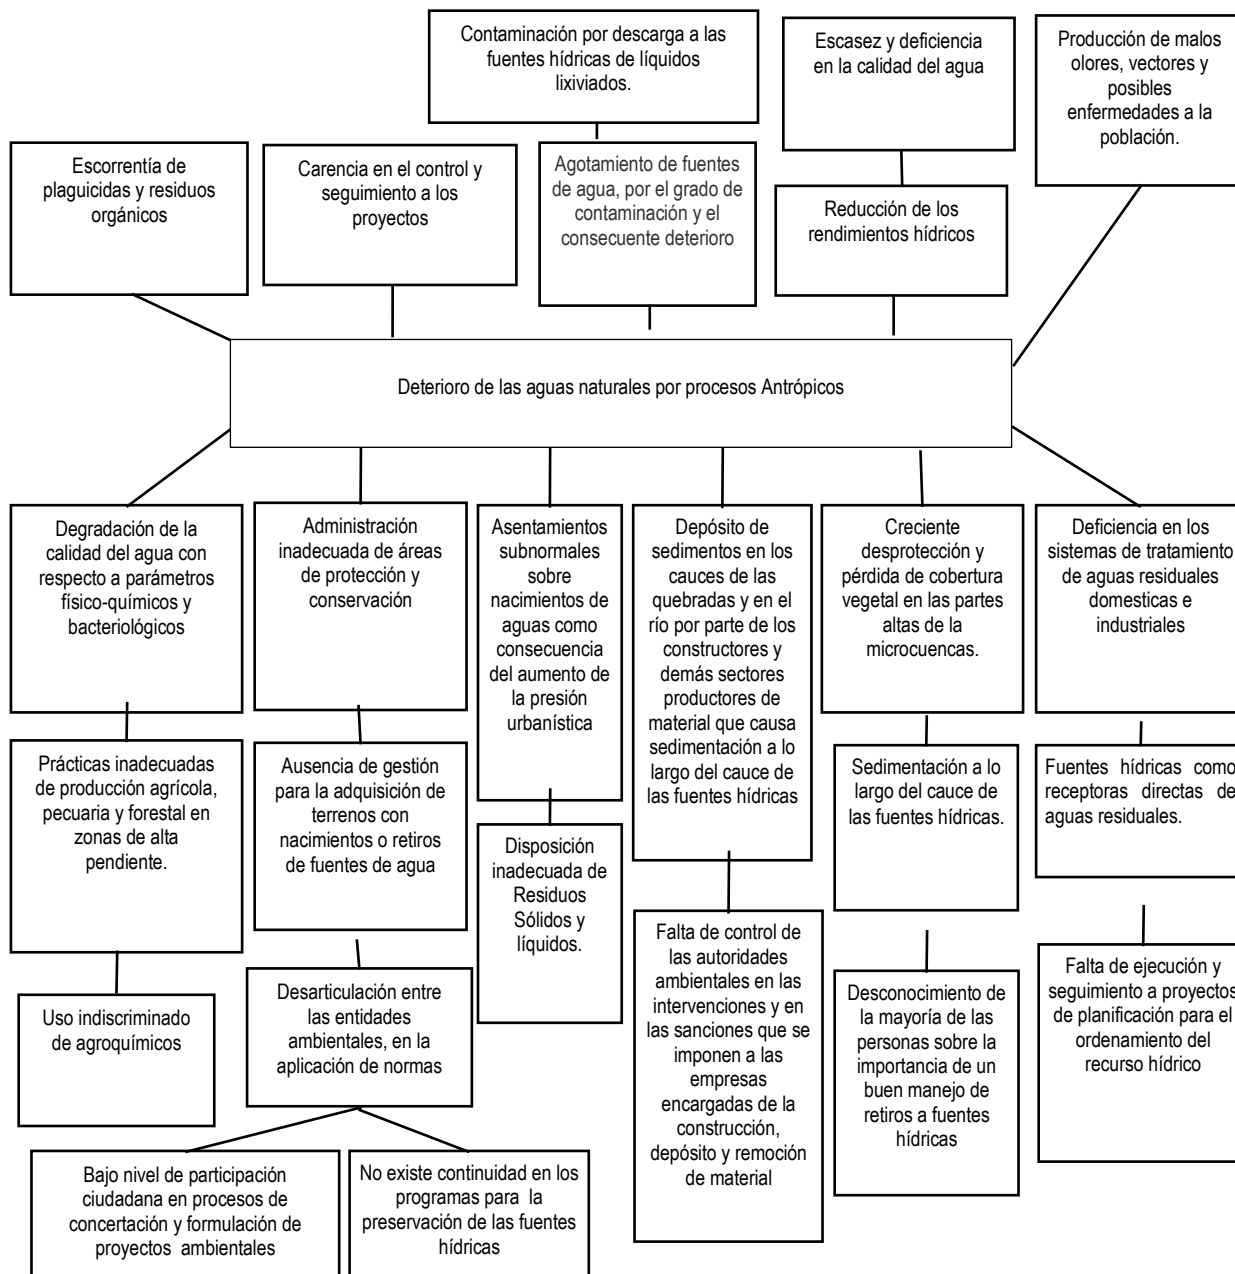 Contaminación por descarga a las
fuentes hídricas de líquidos
lixiviados.
Escasez y deficiencia
en la calidad del agua
Producción de malos
olores, vectores y
posibles
enfermedades a la
población.
Escorrentía de
plaguicidas y residuos
orgánicos
Carencia en el control y
seguimiento a los
proyectos
Agotamiento de fuentes
de agua, por el grado de
contaminación y el
consecuente deterioro
Reducción de los
rendimientos hídricos
Deterioro de las aguas naturales por procesos Antrópicos
Degradación de la
calidad del agua con
respecto a parámetros
físico-químicos y
bacteriológicos
Administración
inadecuada de áreas
de protección y
conservación
Asentamientos
subnormales
sobre
nacimientos de
aguas como
consecuencia
del aumento de
la presión
urbanística
Depósito de
sedimentos en los
cauces de las
quebradas y en el
río por parte de los
constructores y
demás sectores
productores de
material que causa
sedimentación a lo
largo del cauce de
las fuentes hídricas
Creciente
desprotección y
pérdida de cobertura
vegetal en las partes
altas de la
microcuencas.
Deficiencia en los
sistemas de tratamiento
de aguas residuales
domesticas e
industriales
Prácticas inadecuadas
de producción agrícola,
pecuaria y forestal en
zonas de alta
pendiente.
Ausencia de gestión
para la adquisición de
terrenos con
nacimientos o retiros
de fuentes de agua
Disposición
inadecuada de
Residuos
Sólidos y
líquidos.
Sedimentación a lo
largo del cauce de
las fuentes hídricas.
Fuentes hídricas como
receptoras directas de
aguas residuales.
Uso indiscriminado
de agroquímicos
Desarticulación entre
las entidades
ambientales, en la
aplicación de normas
Falta de control de
las autoridades
ambientales en las
intervenciones y en
las sanciones que se
imponen a las
empresas
encargadas de la
construcción,
depósito y remoción
de material
Desconocimiento de
la mayoría de las
personas sobre la
importancia de un
buen manejo de
retiros a fuentes
hídricas
Falta de ejecución y
seguimiento a proyectos
de planificación para el
ordenamiento del
recurso hídrico
Bajo nivel de participación
ciudadana en procesos de
concertación y formulación de
proyectos ambientales
No existe continuidad en los
programas para la
preservación de las fuentes
hídricas